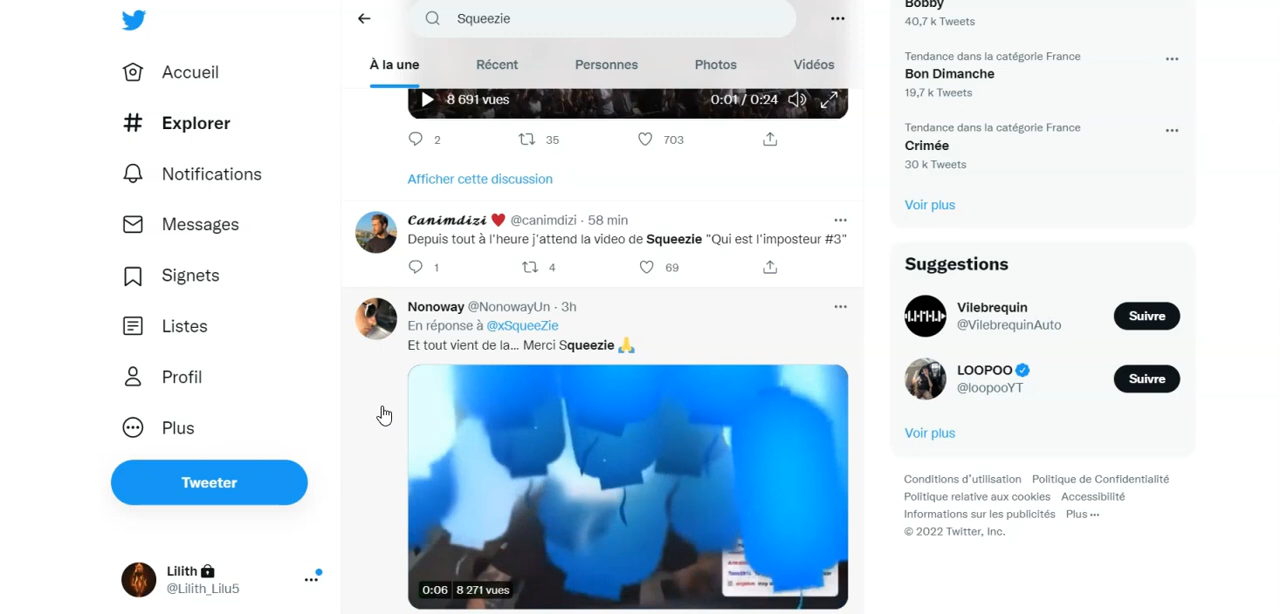 Squeezie
À la une
Récent
Personnes
Photos
Vidéos
Accueil
Explorer
Notifications
Messages
Signets
Listes
Profil
Plus
Tweeter
Lilith
@Lilith_Lilu5
8 691 vues
0:01 / 0:24
2
35
703
Afficher cette discussion
Canimdizi ❤️ @canimdizi · 58 min
Depuis tout à l'heure j'attend la video de Squeezie "Qui est l'imposteur #3"
1
4
69
Nonoway @NonowayUn · 3h
En réponse à @xSqueeZie
Et tout vient de la... Merci Squeezie 🙏
0:06
8 271 vues
Bobby
40,7 k Tweets
Tendance dans la catégorie France
Bon Dimanche
19,7 k Tweets
Tendance dans la catégorie France
Crimée
30 k Tweets
Voir plus
Suggestions
Vilebrequin
@VilebrequinAuto
Suivre
LOOPOO
@loopooYT
Suivre
Voir plus
Conditions d'utilisation Politique de Confidentialité
Politique relative aux cookies Accessibilité
Informations sur les publicités Plus ···
© 2022 Twitter, Inc.